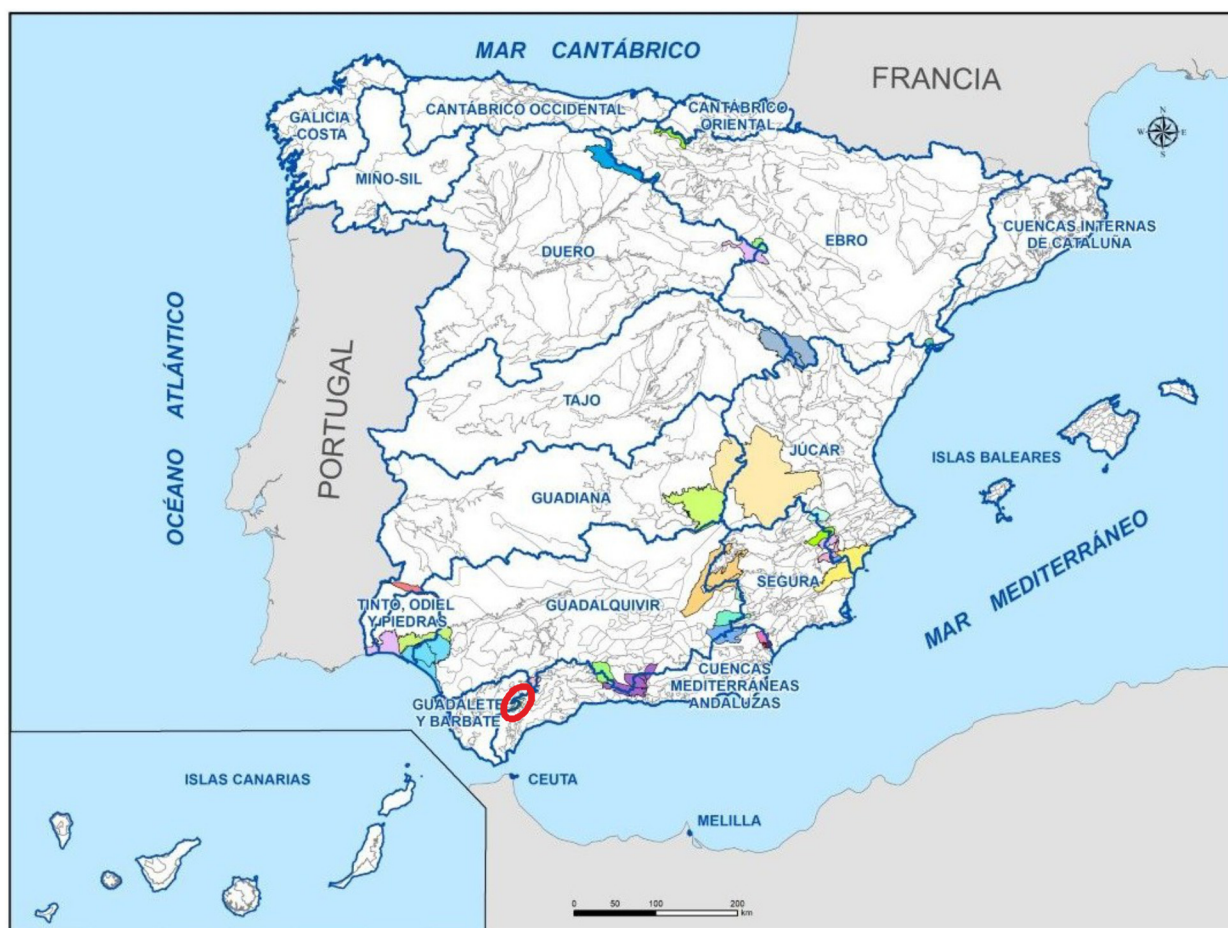 MAR CANTÁBRICO
FRANCIA
CANTÁBRICO OCCIDENTAL
CANTÁBRICO
ORIENTAL
GALICIA
COSTA
N
W E
S
MIÑO-SIL
CUENCAS INTERNAS
DE CATALUÑA
EBRO
DUERO
OCÉANO ATLÁNTICO
PORTUGAL
TAJO
JÚCAR
ISLAS BALEARES
GUADIANA
MAR MEDITERRÁNEO
SEGURA
TINTO, ODIEL
Y PIEDRAS
GUADALQUIVIR
CUENCAS
MEDITERRÁNEAS
ANDALUZAS
GUADALETE
Y BARBATE
ISLAS CANARIAS
CEUTA
MELILLA
0 50 100 200
km